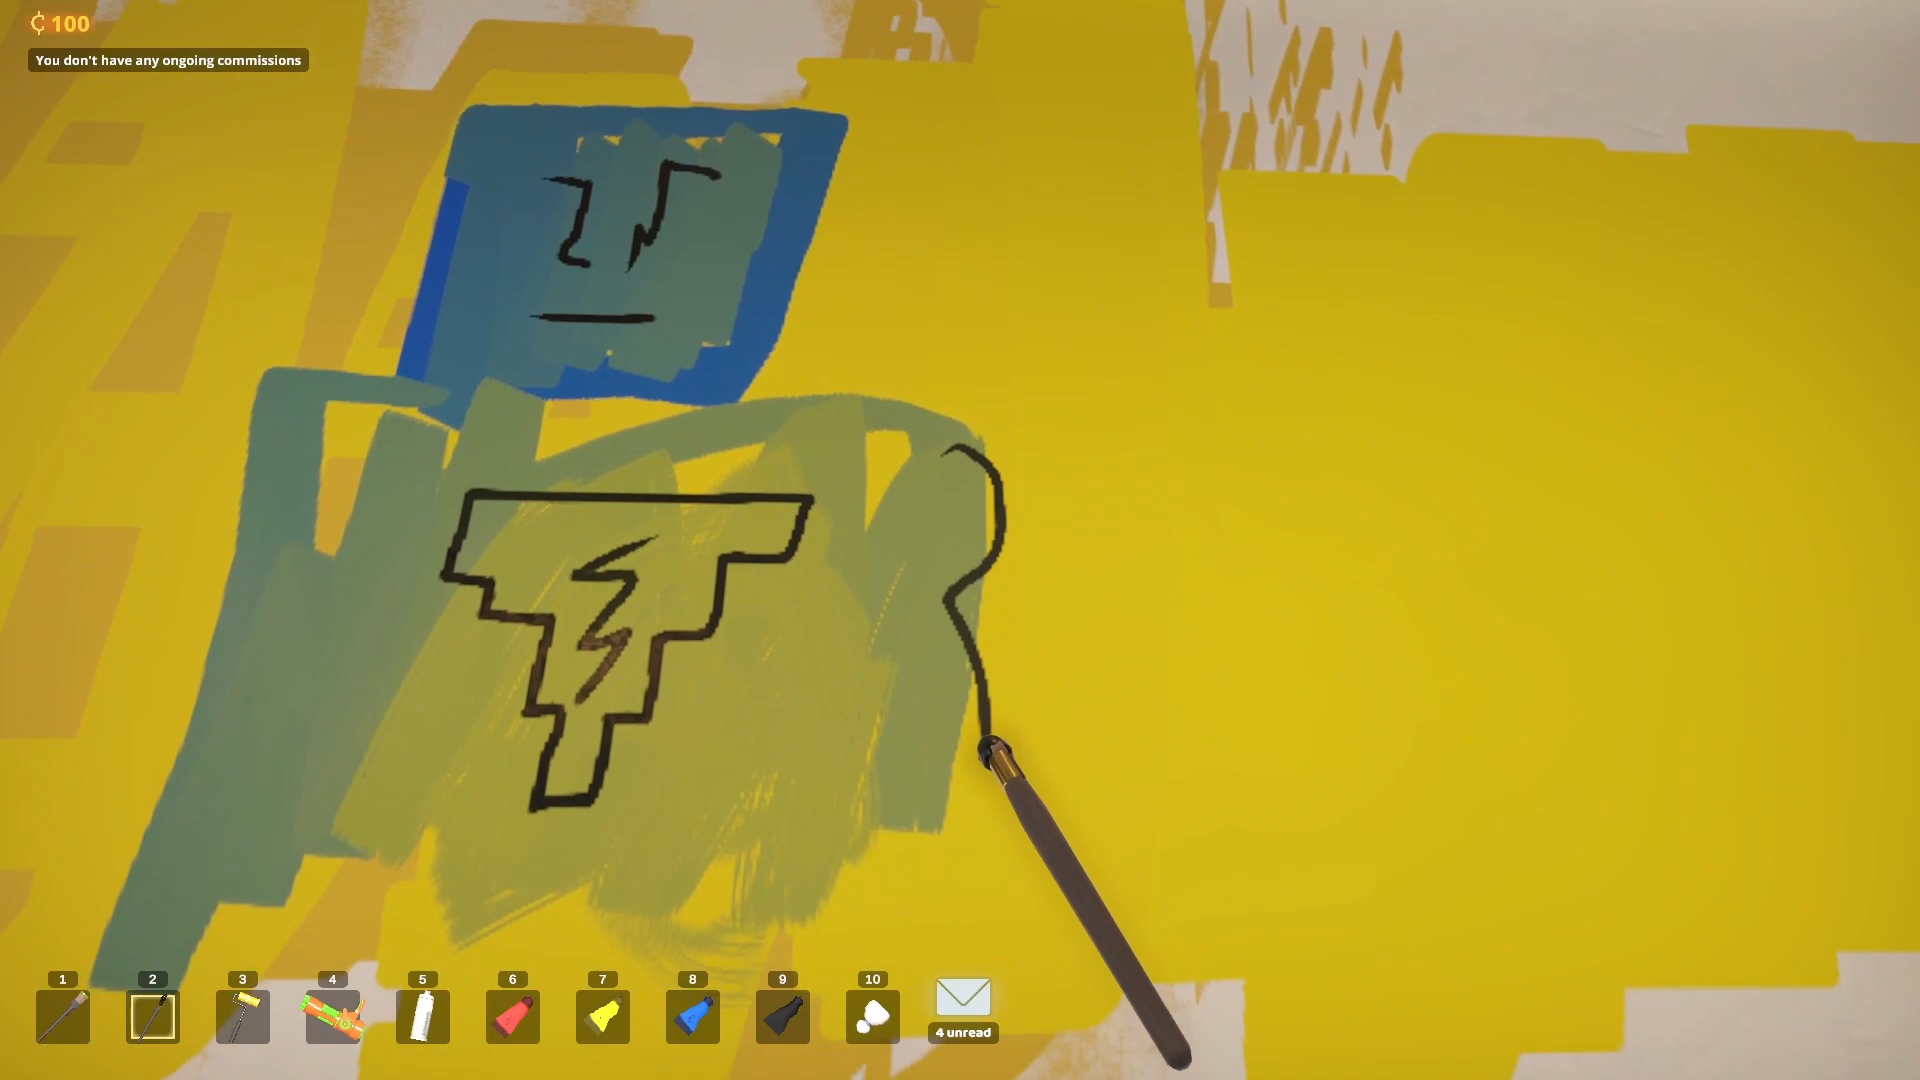 ₵ 100
You don't have any ongoing commissions
1 2 3 4 5 6 7 8 9 10
4 unread